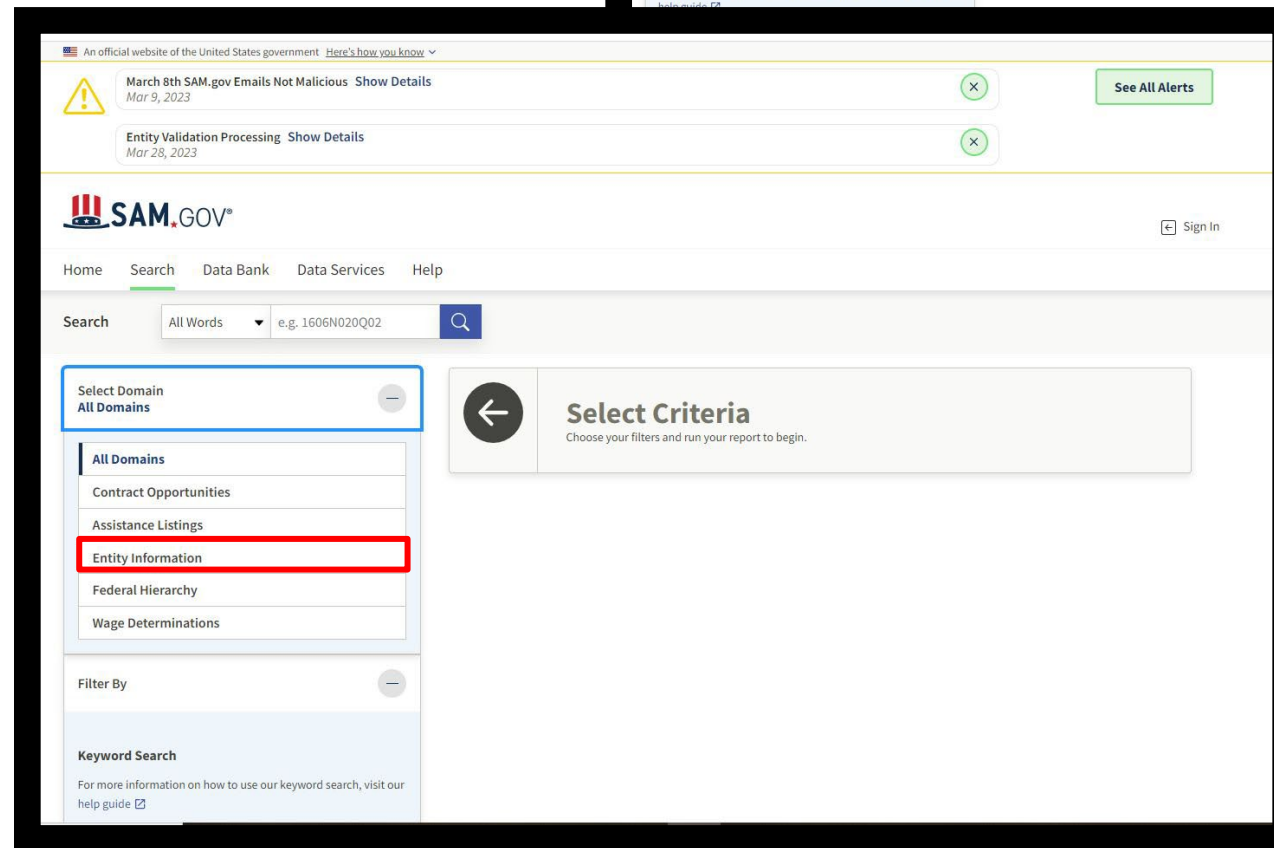 help guide
An official website of the United States government Here's how you know
March 8th SAM.gov Emails Not Malicious Show Details
Mar 9, 2023
See All Alerts
Entity Validation Processing Show Details
Mar 28, 2023
SAM.GOV®
Sign In
Home Search Data Bank Data Services Help
Search All Words e.g. 1606N020Q02
Select Domain
All Domains
Select Criteria
Choose your filters and run your report to begin.
All Domains
Contract Opportunities
Assistance Listings
Entity Information
Federal Hierarchy
Wage Determinations
Filter By
Keyword Search
For more information on how to use our keyword search, visit our
help guide